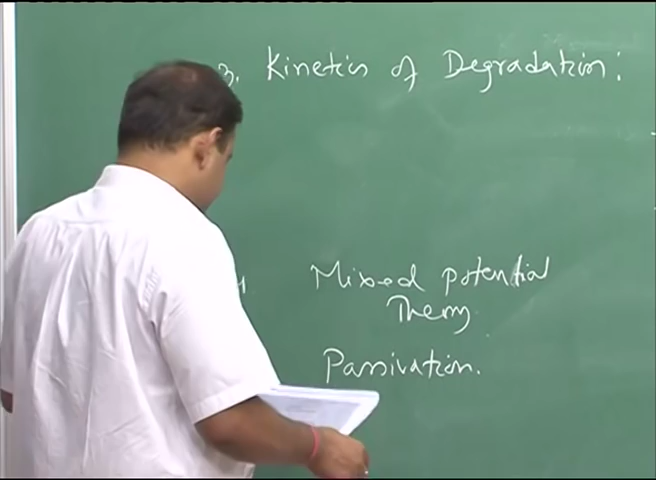 3. Kinetics of Degradation:
Mixed potential
Theory
Passivation.